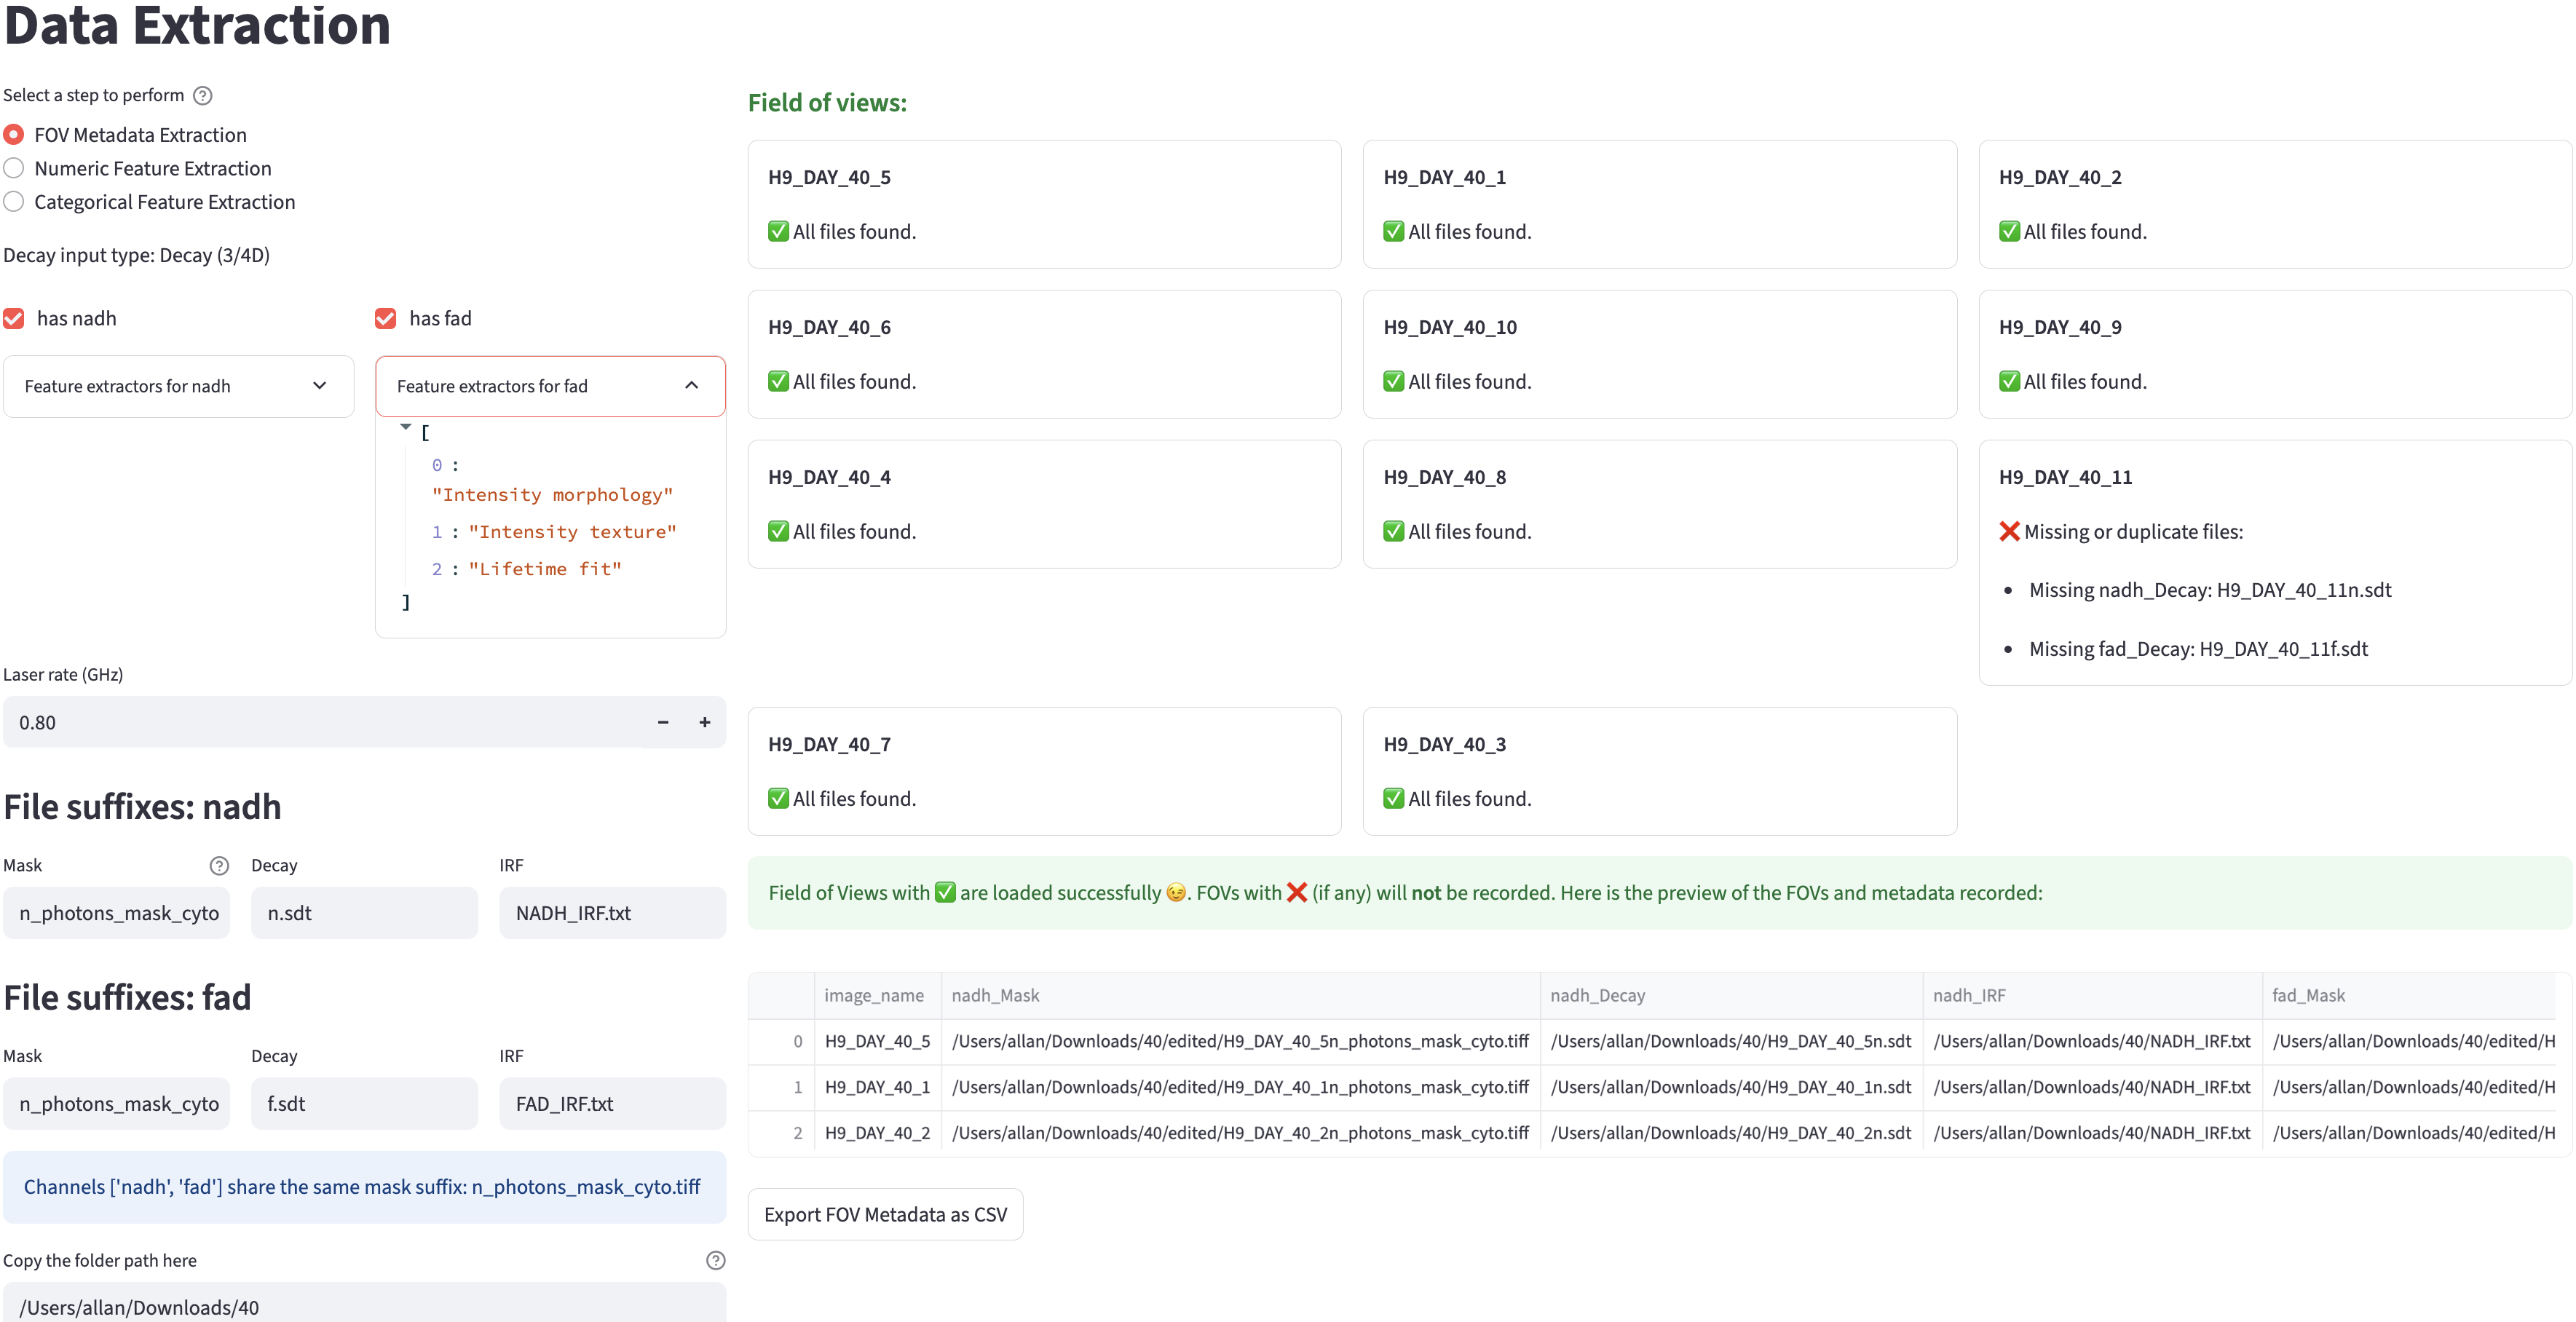 Data Extraction
Select a step to perform
FOV Metadata Extraction
Numeric Feature Extraction
Categorical Feature Extraction
Decay input type: Decay (3/4D)
has nadh
has fad
Feature extractors for nadh
Feature extractors for fad
[
0 :
"Intensity morphology"
1 : "Intensity texture"
2 : "Lifetime fit"
]
Laser rate (GHz)
0.80
File suffixes: nadh
Mask Decay IRF
n_photons_mask_cyto n.sdt NADH_IRF.txt
File suffixes: fad
Mask Decay IRF
n_photons_mask_cyto f.sdt FAD_IRF.txt
Channels ['nadh', 'fad'] share the same mask suffix: n_photons_mask_cyto.tiff
Copy the folder path here
/Users/allan/Downloads/40
Field of views:
H9_DAY_40_5
✅ All files found.
H9_DAY_40_1
✅ All files found.
H9_DAY_40_2
✅ All files found.
H9_DAY_40_6
✅ All files found.
H9_DAY_40_10
✅ All files found.
H9_DAY_40_9
✅ All files found.
H9_DAY_40_4
✅ All files found.
H9_DAY_40_8
✅ All files found.
H9_DAY_40_11
❌ Missing or duplicate files:
• Missing nadh_Decay: H9_DAY_40_11n.sdt
• Missing fad_Decay: H9_DAY_40_11f.sdt
H9_DAY_40_7
✅ All files found.
H9_DAY_40_3
✅ All files found.
Field of Views with ✅ are loaded successfully 😉. FOVs with ❌ (if any) will not be recorded. Here is the preview of the FOVs and metadata recorded:
image_name nadh_Mask nadh_Decay nadh_IRF fad_Mask
0 H9_DAY_40_5 /Users/allan/Downloads/40/edited/H9_DAY_40_5n_photons_mask_cyto.tiff /Users/allan/Downloads/40/H9_DAY_40_5n.sdt /Users/allan/Downloads/40/NADH_IRF.txt /Users/allan/Downloads/40/edited/H
1 H9_DAY_40_1 /Users/allan/Downloads/40/edited/H9_DAY_40_1n_photons_mask_cyto.tiff /Users/allan/Downloads/40/H9_DAY_40_1n.sdt /Users/allan/Downloads/40/NADH_IRF.txt /Users/allan/Downloads/40/edited/H
2 H9_DAY_40_2 /Users/allan/Downloads/40/edited/H9_DAY_40_2n_photons_mask_cyto.tiff /Users/allan/Downloads/40/H9_DAY_40_2n.sdt /Users/allan/Downloads/40/NADH_IRF.txt /Users/allan/Downloads/40/edited/H
Export FOV Metadata as CSV